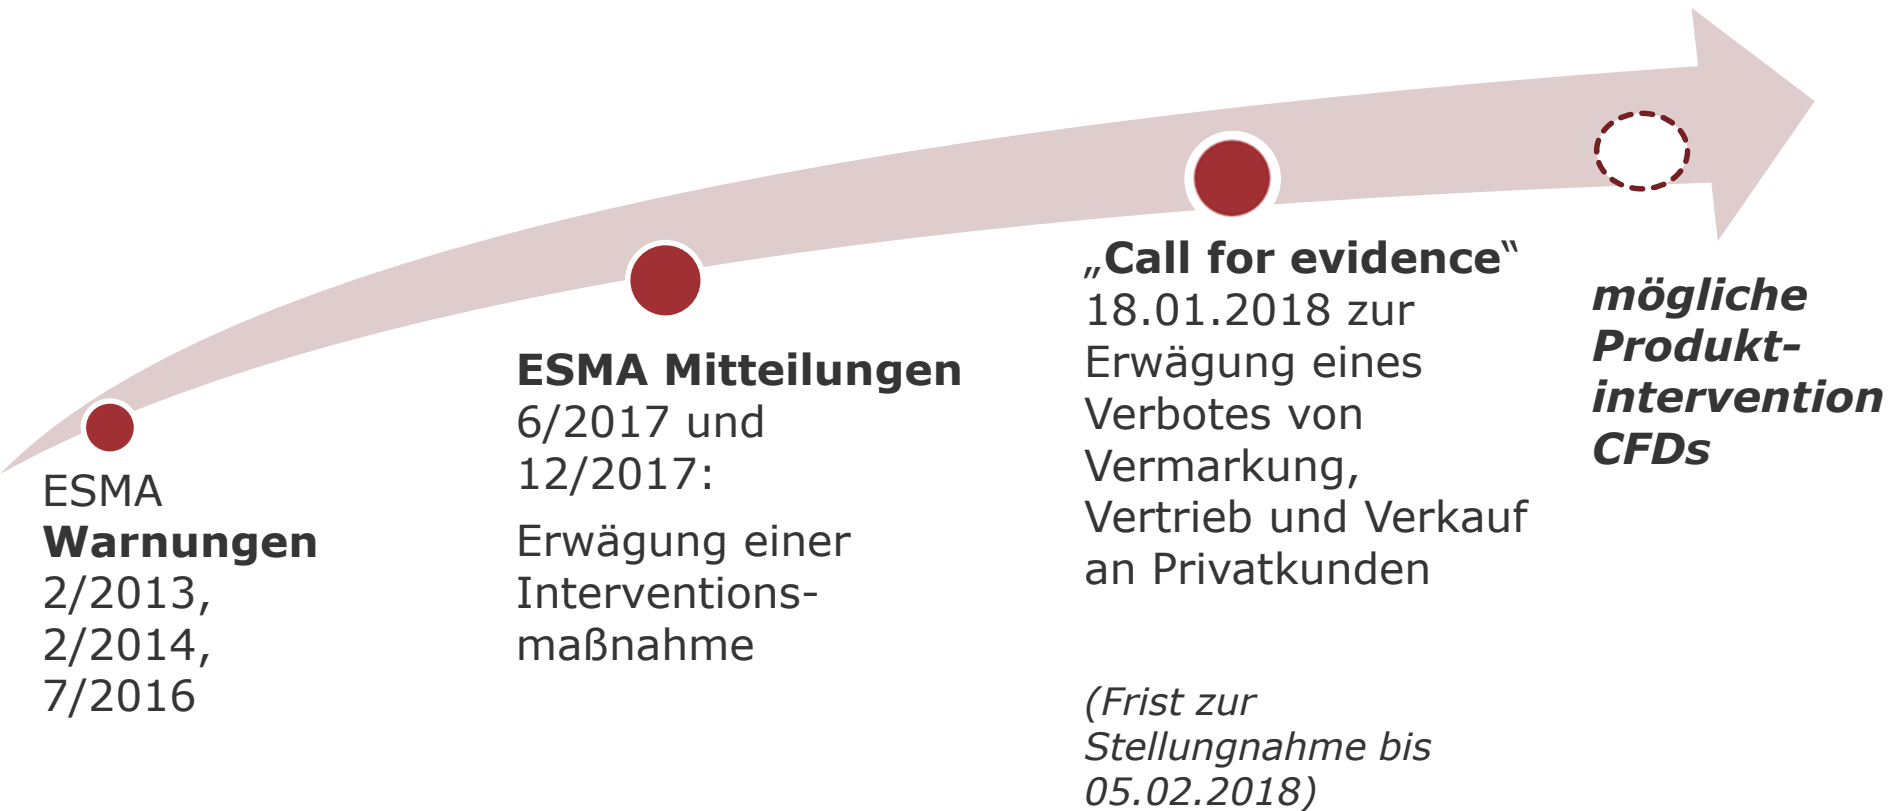 ESMA
Warnungen
2/2013,
2/2014,
7/2016
ESMA Mitteilungen
6/2017 und
12/2017:
Erwägung einer
Interventions-
maßnahme
„Call for evidence“
18.01.2018 zur
Erwägung eines
Verbotes von
Vermarkung,
Vertrieb und Verkauf
an Privatkunden
(Frist zur
Stellungnahme bis
05.02.2018)
mögliche
Produkt-
intervention
CFDs